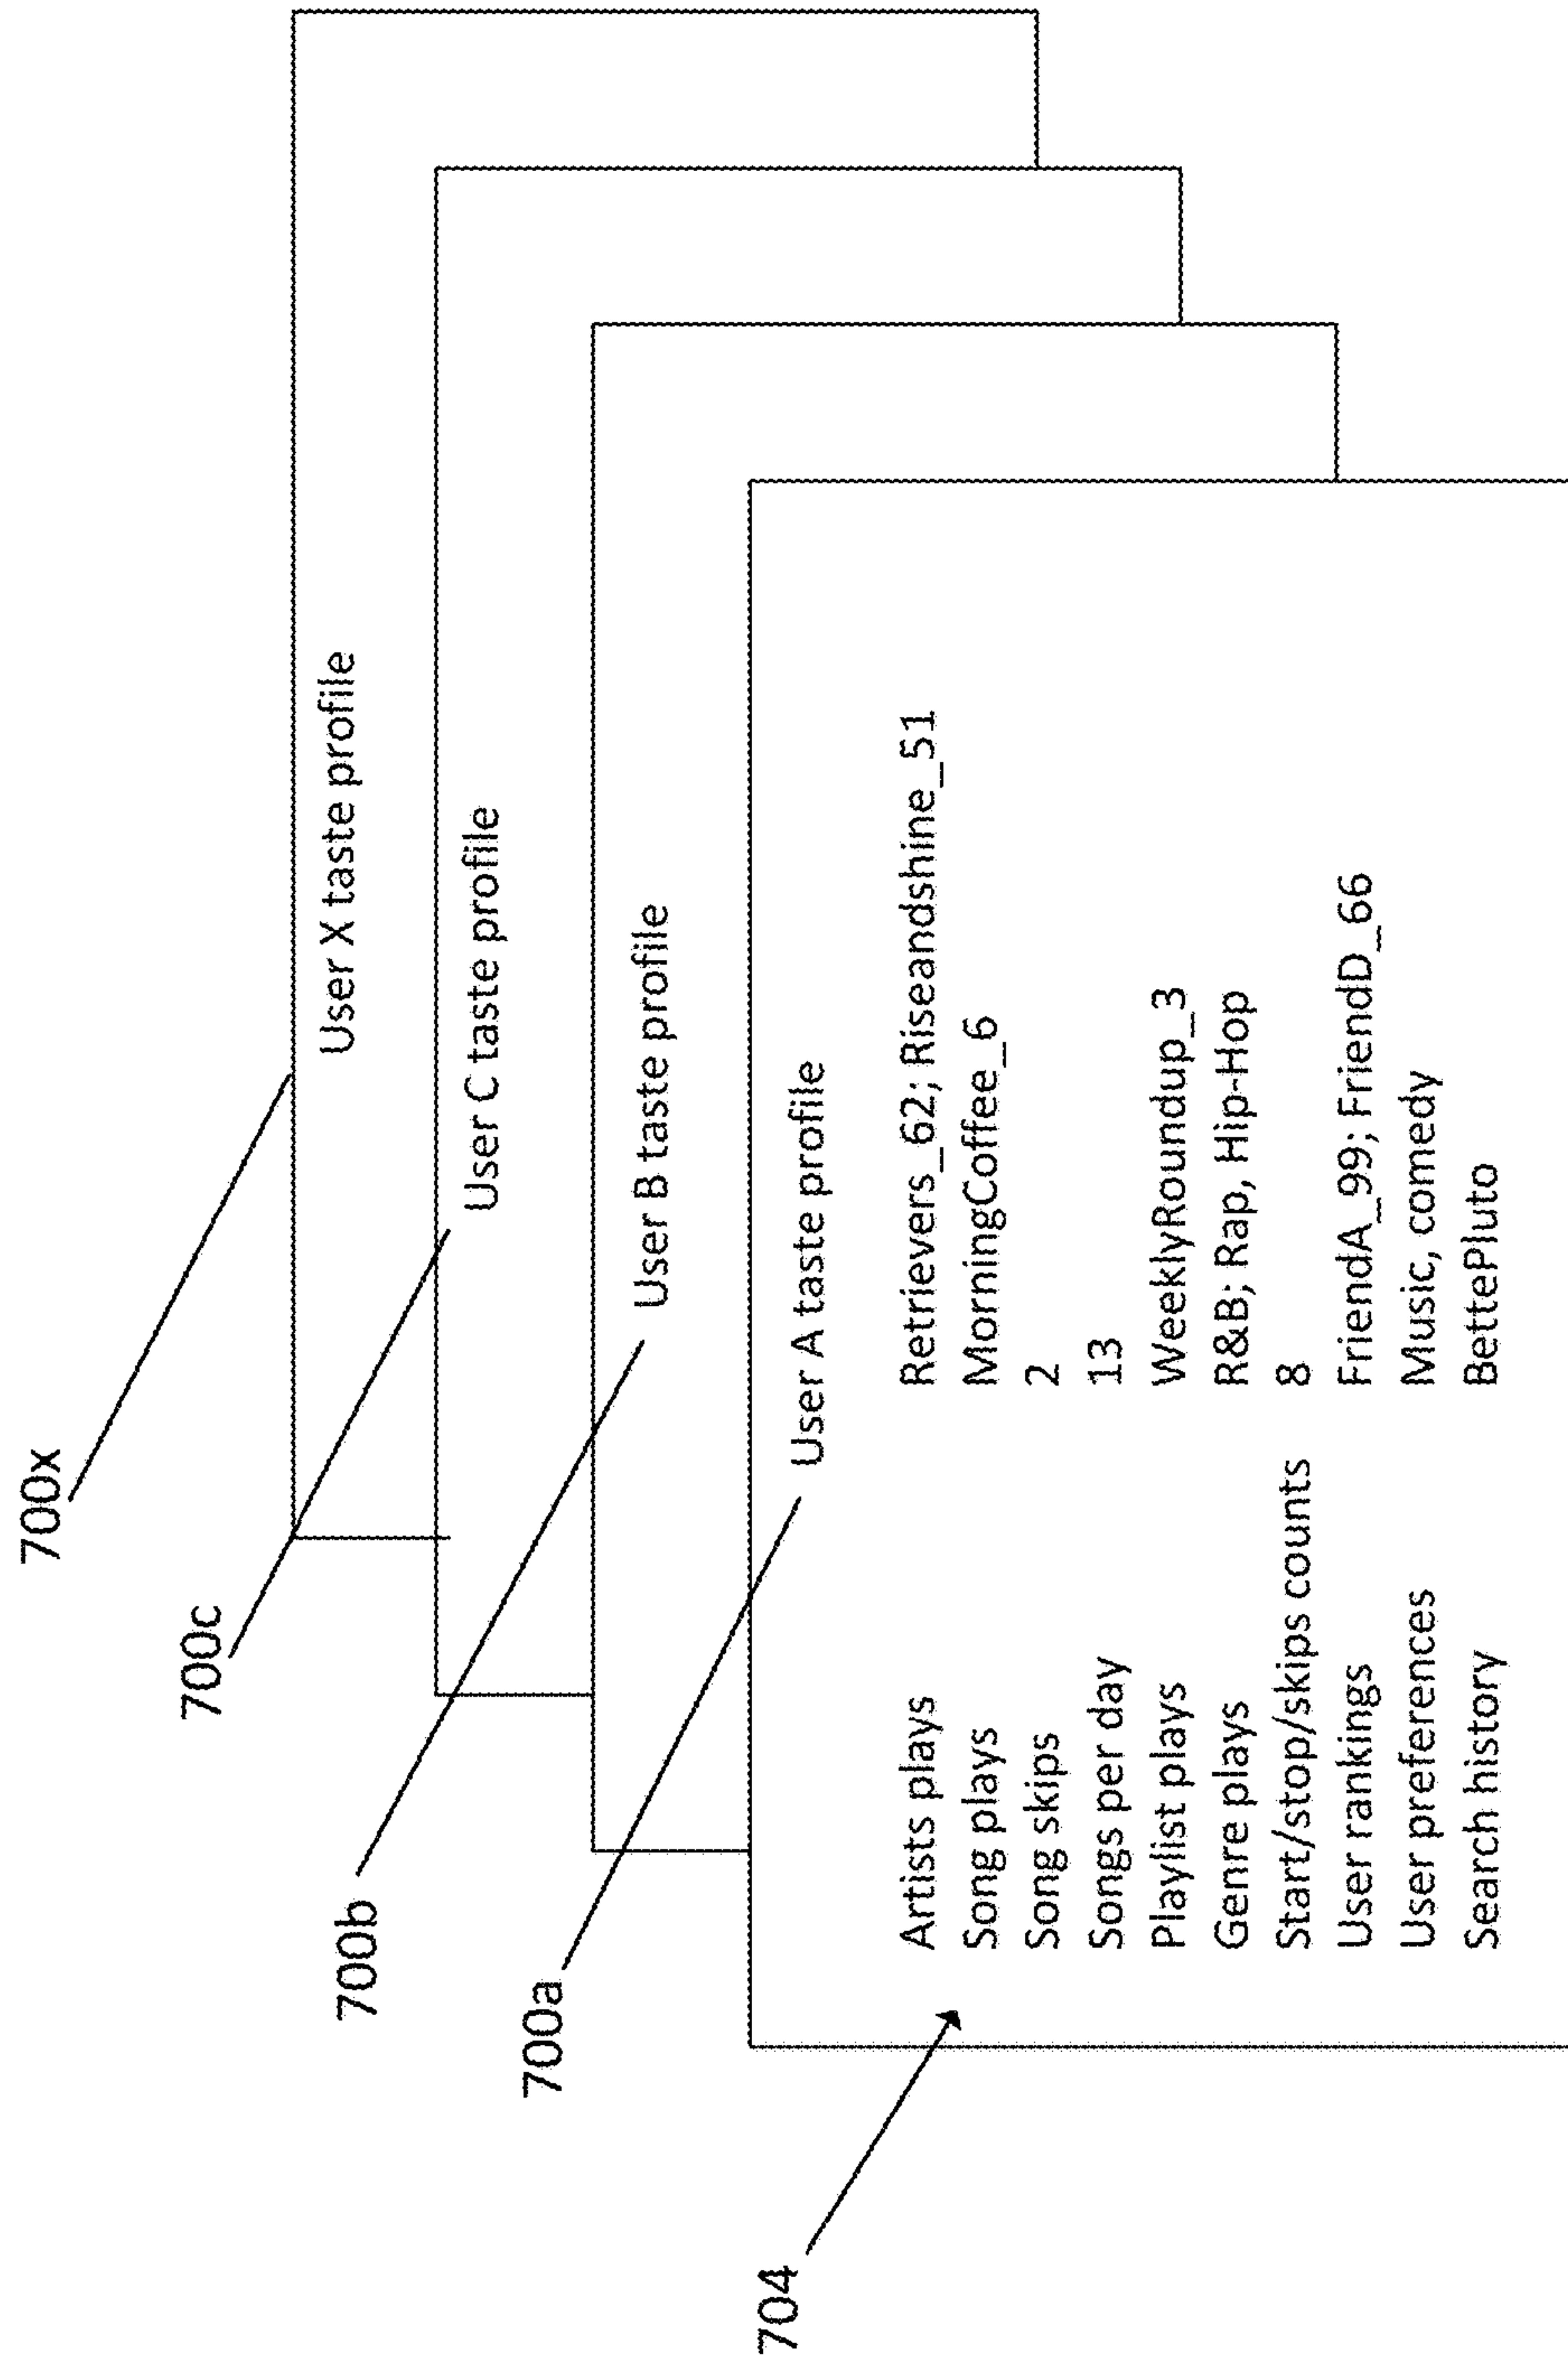 700x
User X taste profile
700c
User C taste profile
700b
User B taste profile
700a
User A taste profile
704
Artists plays Retrievers_62; Riseandshine_51
Song plays MorningCoffee_6
Song skips 2
Songs per day 13
Playlist plays WeeklyRoundup_3
Genre plays R&B; Rap, Hip-Hop
Start/stop/skips counts 8
User rankings FriendA_99; FriendD_66
User preferences Music, comedy
Search history BettePluto